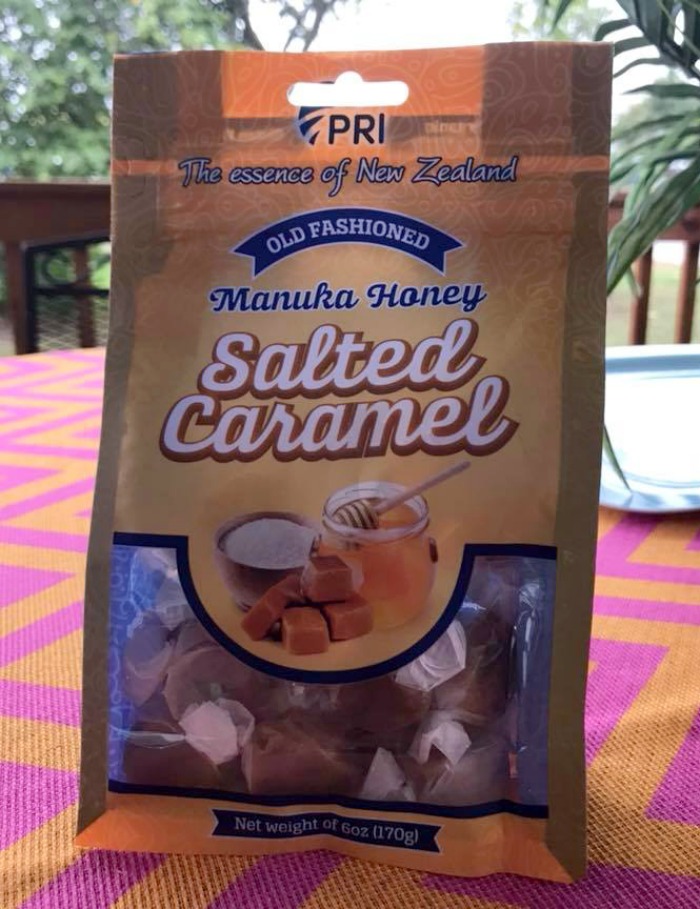 PRI
The essence of New Zealand
OLD FASHIONED
Manuka Honey
Salted
Caramel
Net weight of 6oz (170g)